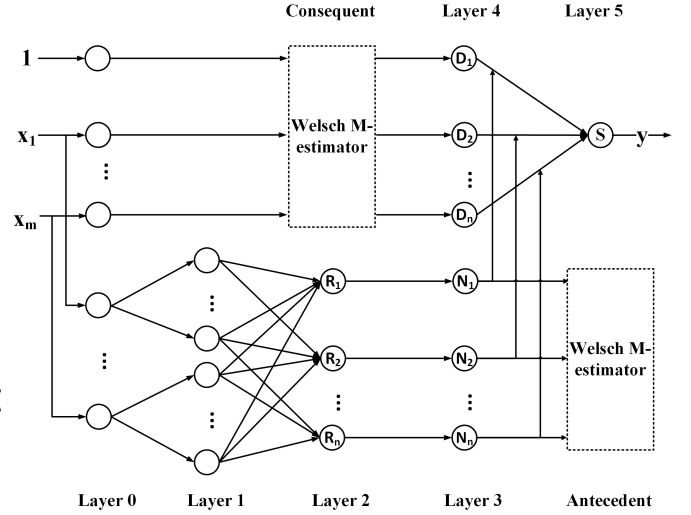 Consequent Layer 4 Layer 5
1 D₁
Welsch M-
estimator
x₁ D₂ S y
...
...
xₘ Dₙ
R₁ N₁
...
Welsch M-
estimator
...
R₂ N₂
...
...
...
Rₙ Nₙ
Layer 0 Layer 1 Layer 2 Layer 3 Antecedent